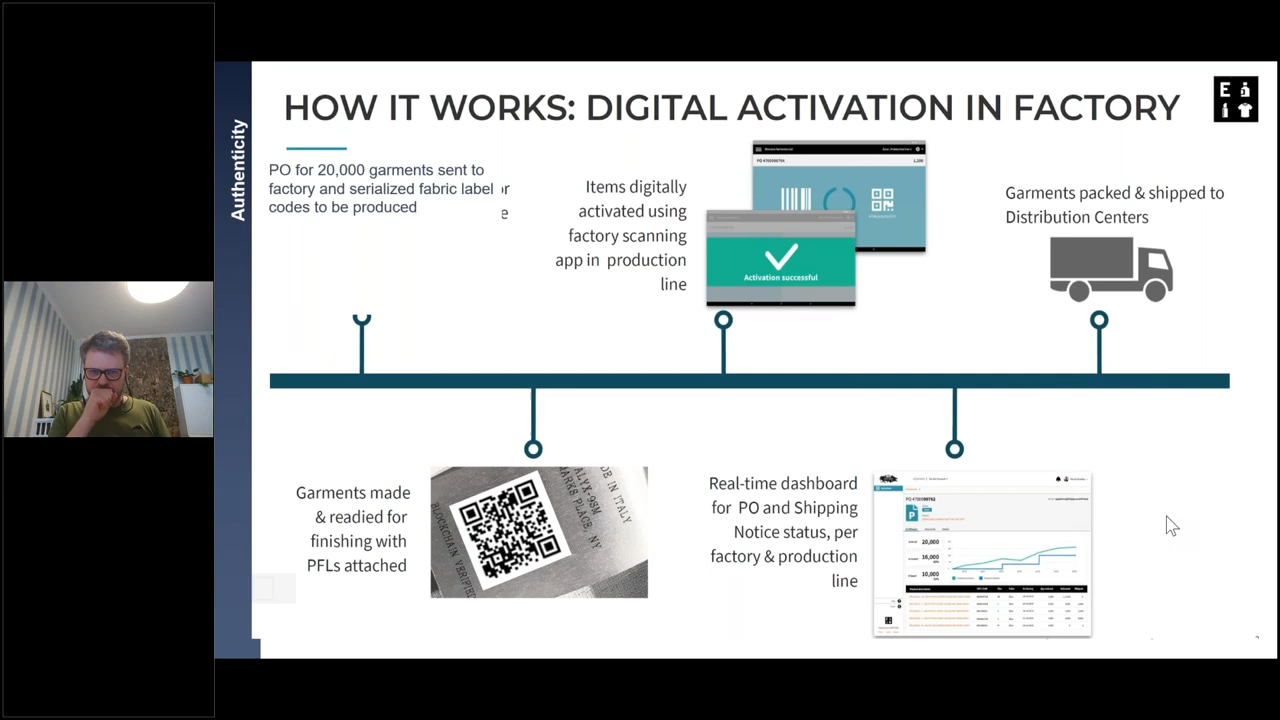 HOW IT WORKS: DIGITAL ACTIVATION IN FACTORY
Authenticity
PO for 20,000 garments sent to
factory and serialized fabric label
codes to be produced
Items digitally
activated using
factory scanning
app in production
line
Activation successful
Garments packed & shipped to
Distribution Centers
Garments made
& readied for
finishing with
PFLs attached
Real-time dashboard
for PO and Shipping
Notice status, per
factory & production
line
20,000
16,000
10,000